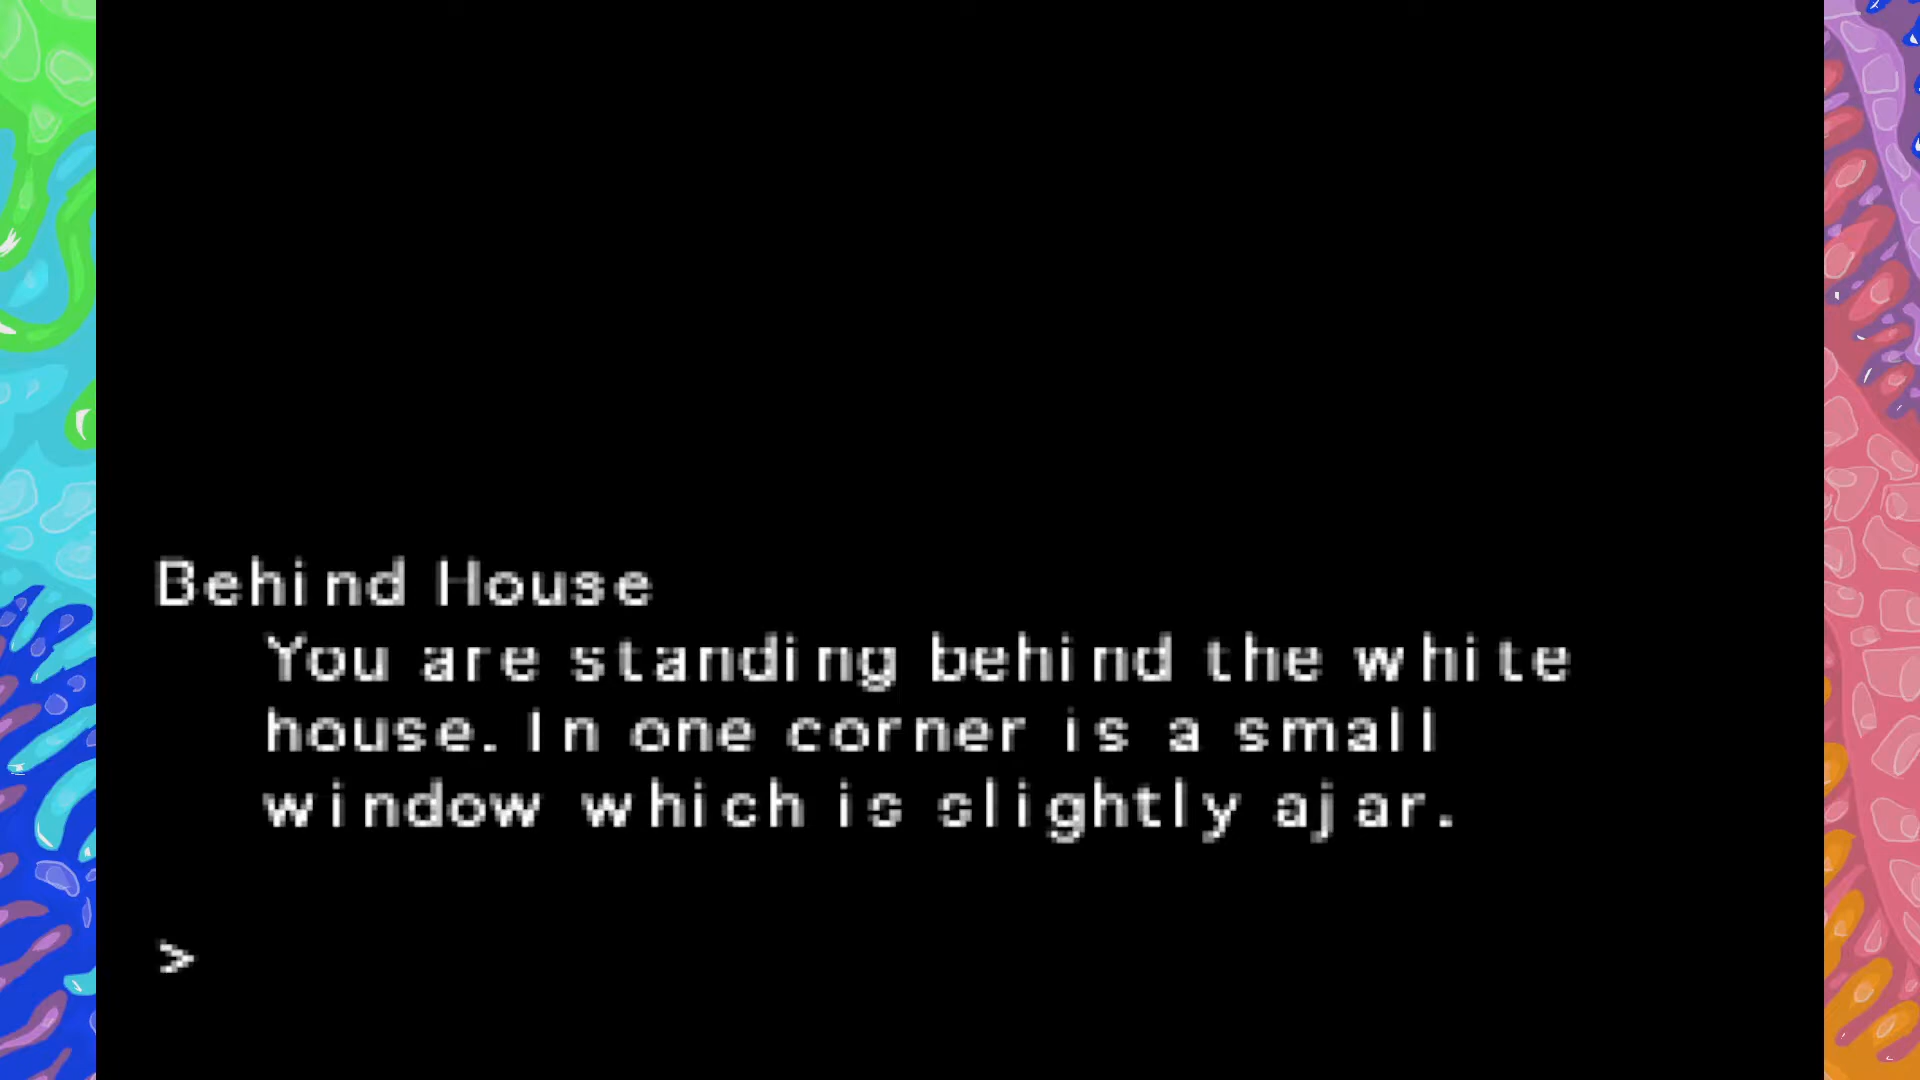 Behind House
You are standing behind the white
house. In one corner is a small
window which is slightly ajar.
>